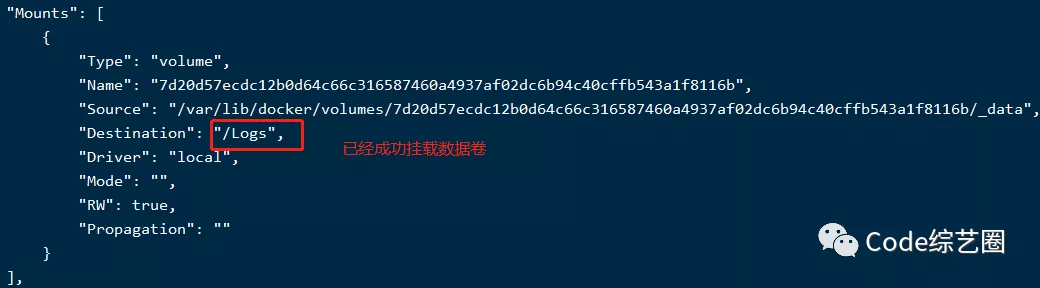 "Mounts": [
{
"Type": "volume",
"Name": "7d20d57ecdc12b0d64c66c316587460a4937af02dc6b94c40cffb543a1f8116b",
"Source": "/var/lib/docker/volumes/7d20d57ecdc12b0d64c66c316587460a4937af02dc6b94c40cffb543a1f8116b/_data",
"Destination": "/Logs",
已经成功挂载数据卷
"Driver": "local",
"Mode": "",
"RW": true,
"Propagation": ""
Code综艺圈
}
],